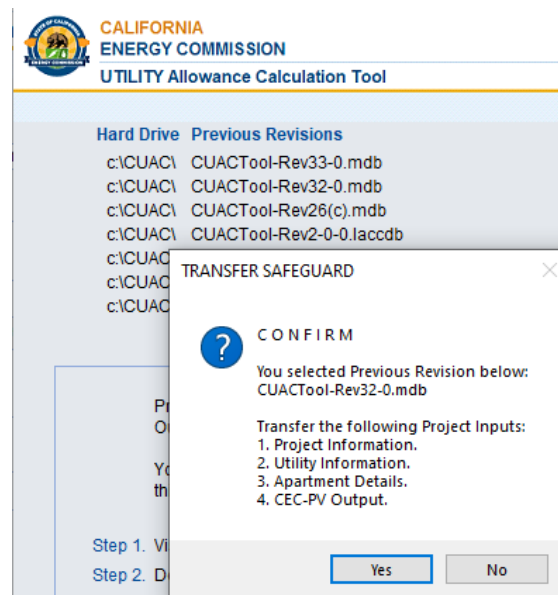 CALIFORNIA
ENERGY COMMISSION
UTILITY Allowance Calculation Tool
Hard Drive Previous Revisions
c:\CUAC\ CUACTool-Rev33-0.mdb
c:\CUAC\ CUACTool-Rev32-0.mdb
c:\CUAC\ CUACTool-Rev26(c).mdb
c:\CUAC\ CUACTool-Rev2-0-0.laccdb
c:\CUAC
c:\CUAC
c:\CUAC
TRANSFER SAFEGUARD
C O N F I R M
You selected Previous Revision below:
CUACTool-Rev32-0.mdb
Transfer the following Project Inputs:
1. Project Information.
2. Utility Information.
3. Apartment Details.
4. CEC-PV Output.
Yes No
Step 1.
Step 2.